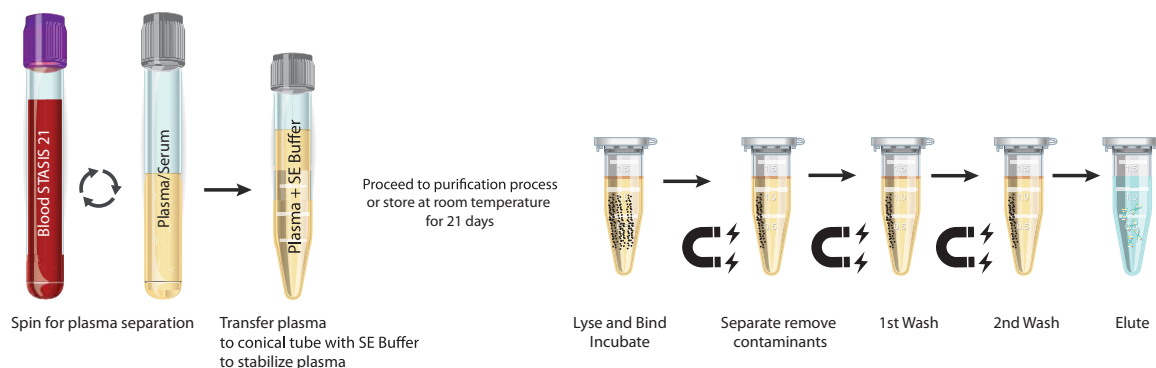 Blood STASIS 21
Plasma/Serum
Plasma + SE Buffer
Spin for plasma separation
Transfer plasma
to conical tube with SE Buffer
to stabilize plasma
Proceed to purification process
or store at room temperature
for 21 days
Lyse and Bind
Incubate
Separate remove
contaminants
1st Wash
2nd Wash
Elute